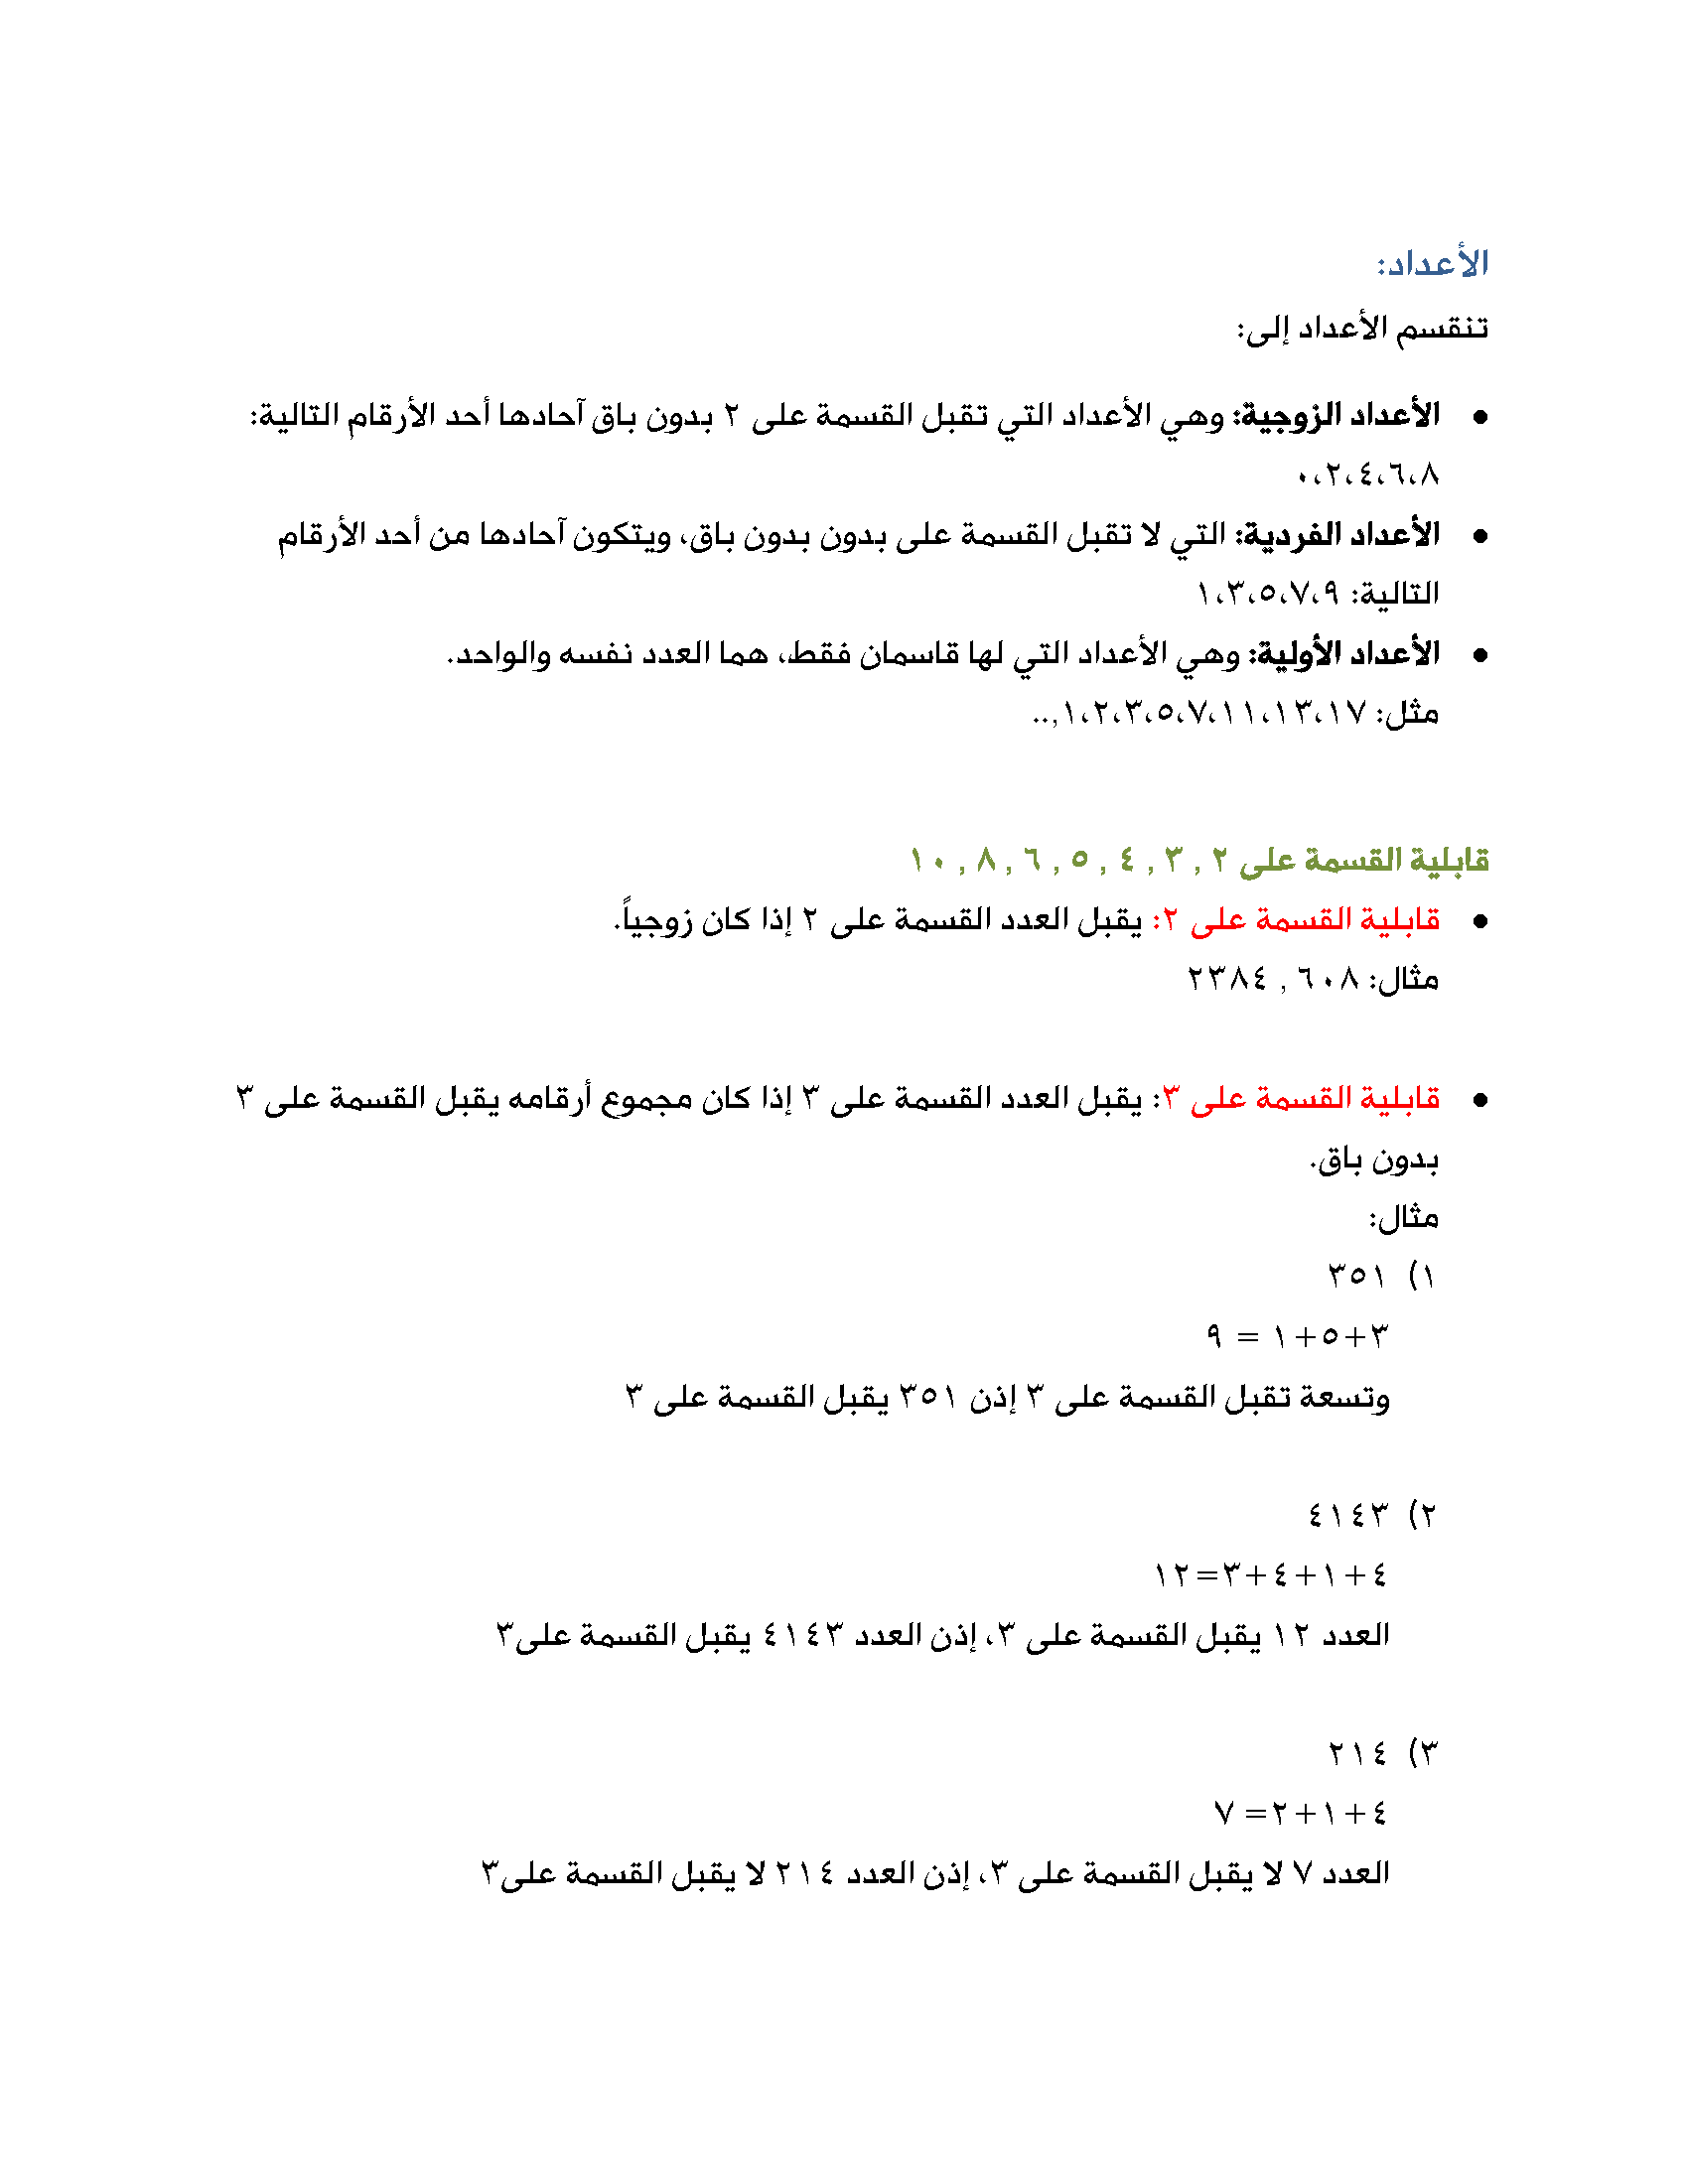 الأعداد:
تنقسم الأعداد إلى:
• الأعداد الزوجية: وهي الأعداد التي تقبل القسمة على ٢ بدون باق آحادها أحد الأرقام التالية:
٠،٢،٤،٦،٨
• الأعداد الفردية: التي لا تقبل القسمة على بدون بدون باق، ويتكون آحادها من أحد الأرقام
التالية: ١،٣،٥،٧،٩
• الأعداد الأولية: وهي الأعداد التي لها قاسمان فقط، هما العدد نفسه والواحد.
مثل: ١،٢،٣،٥،٧،١١،١٣،١٧,..
قابلية القسمة على ٢ , ٣ , ٤ , ٥ , ٦ , ٨ , ١٠
• قابلية القسمة على ٢: يقبل العدد القسمة على ٢ إذا كان زوجياً.
مثال: ٦٠٨ , ٢٣٨٤
• قابلية القسمة على ٣: يقبل العدد القسمة على ٣ إذا كان مجموع أرقامه يقبل القسمة على ٣
بدون باق.
مثال:
١) ٣٥١
٣+٥+١ = ٩
وتسعة تقبل القسمة على ٣ إذن ٣٥١ يقبل القسمة على ٣
٢) ٤١٤٣
٤+١+٤+٣=١٢
العدد ١٢ يقبل القسمة على ٣، إذن العدد ٤١٤٣ يقبل القسمة على٣
٣) ٢١٤
٤+١+٢= ٧
العدد ٧ لا يقبل القسمة على ٣، إذن العدد ٢١٤ لا يقبل القسمة على٣